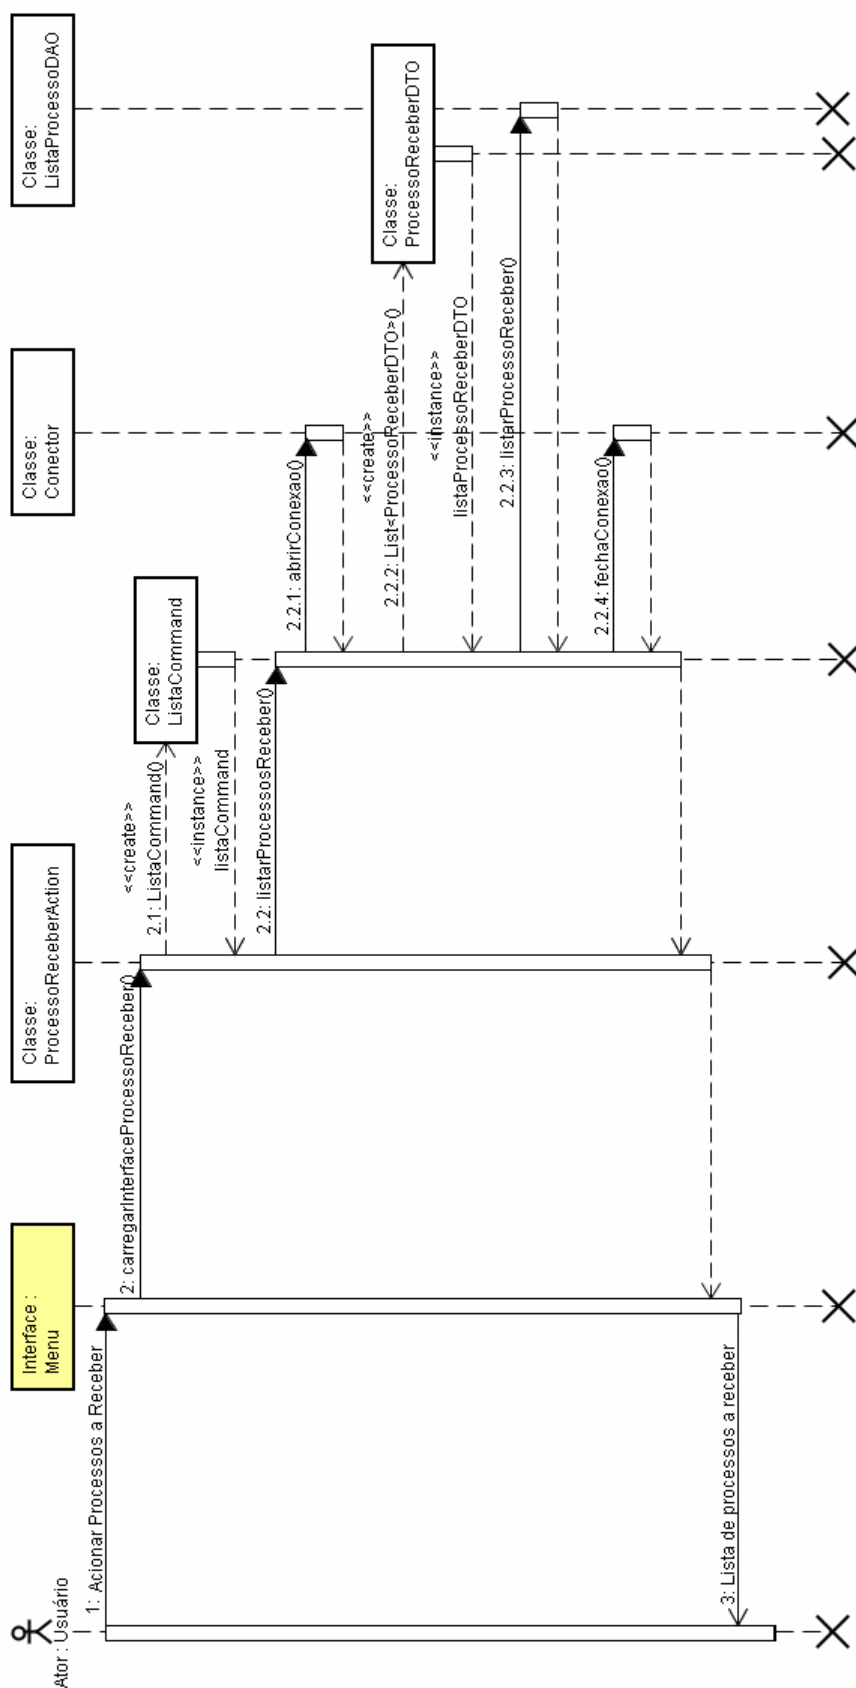 Ator : Usuário
Interface :
Menu
Classe:
ProcessoReceberAction
Classe:
ListaCommand
Classe:
Conector
Classe:
ProcessoReceberDTO
Classe:
ListaProcessoDAO
1: Acionar Processos a Receber
2: carregarInterfaceProcessoReceber()
<<create>>
2.1: ListaCommand()
<<instance>>
listaCommand
2.2: listarProcessosReceber()
2.2.1: abrirConexao()
<<create>>
2.2.2: List<ProcessoReceberDTO>()
<<instance>>
listaProcessoReceberDTO
2.2.3: listarProcessoReceber()
2.2.4: fechaConexao()
3: Lista de processos a receber